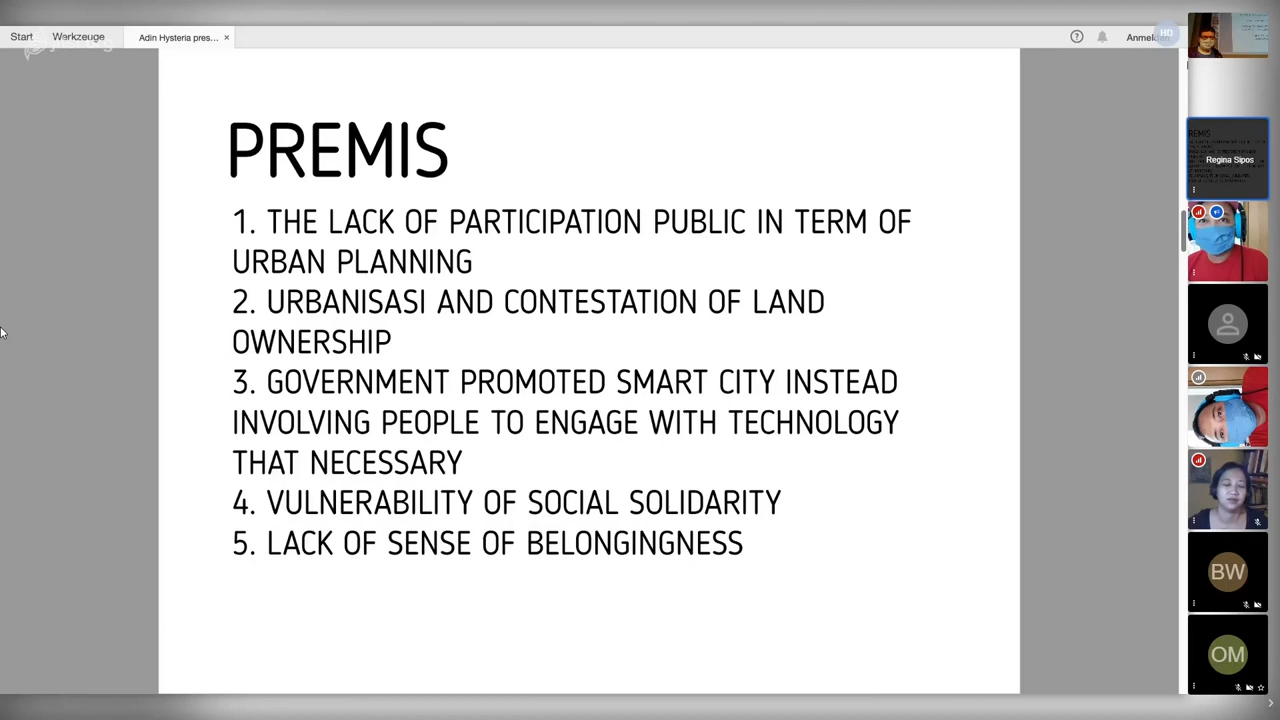 Start Werkzeuge Adin Hysteria pres... × ? HD
PREMIS
1. THE LACK OF PARTICIPATION PUBLIC IN TERM OF
URBAN PLANNING
2. URBANISASI AND CONTESTATION OF LAND
OWNERSHIP
3. GOVERNMENT PROMOTED SMART CITY INSTEAD
INVOLVING PEOPLE TO ENGAGE WITH TECHNOLOGY
THAT NECESSARY
4. VULNERABILITY OF SOCIAL SOLIDARITY
5. LACK OF SENSE OF BELONGINGNESS
Regina Sipos
BW
OM